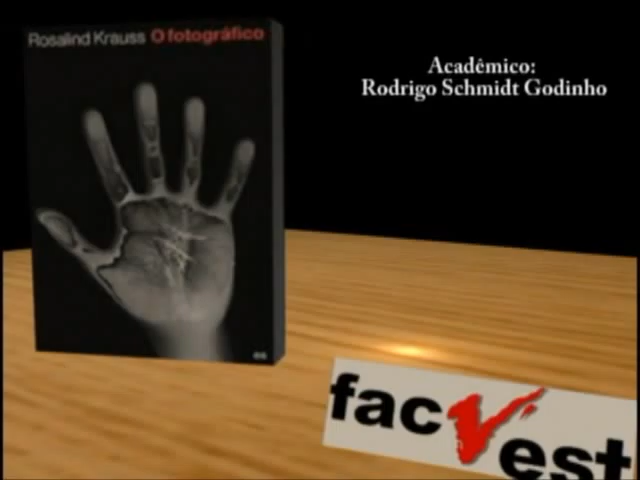 Rosalind Krauss O fotográfico
Acadêmico:
Rodrigo Schmidt Godinho
facVest